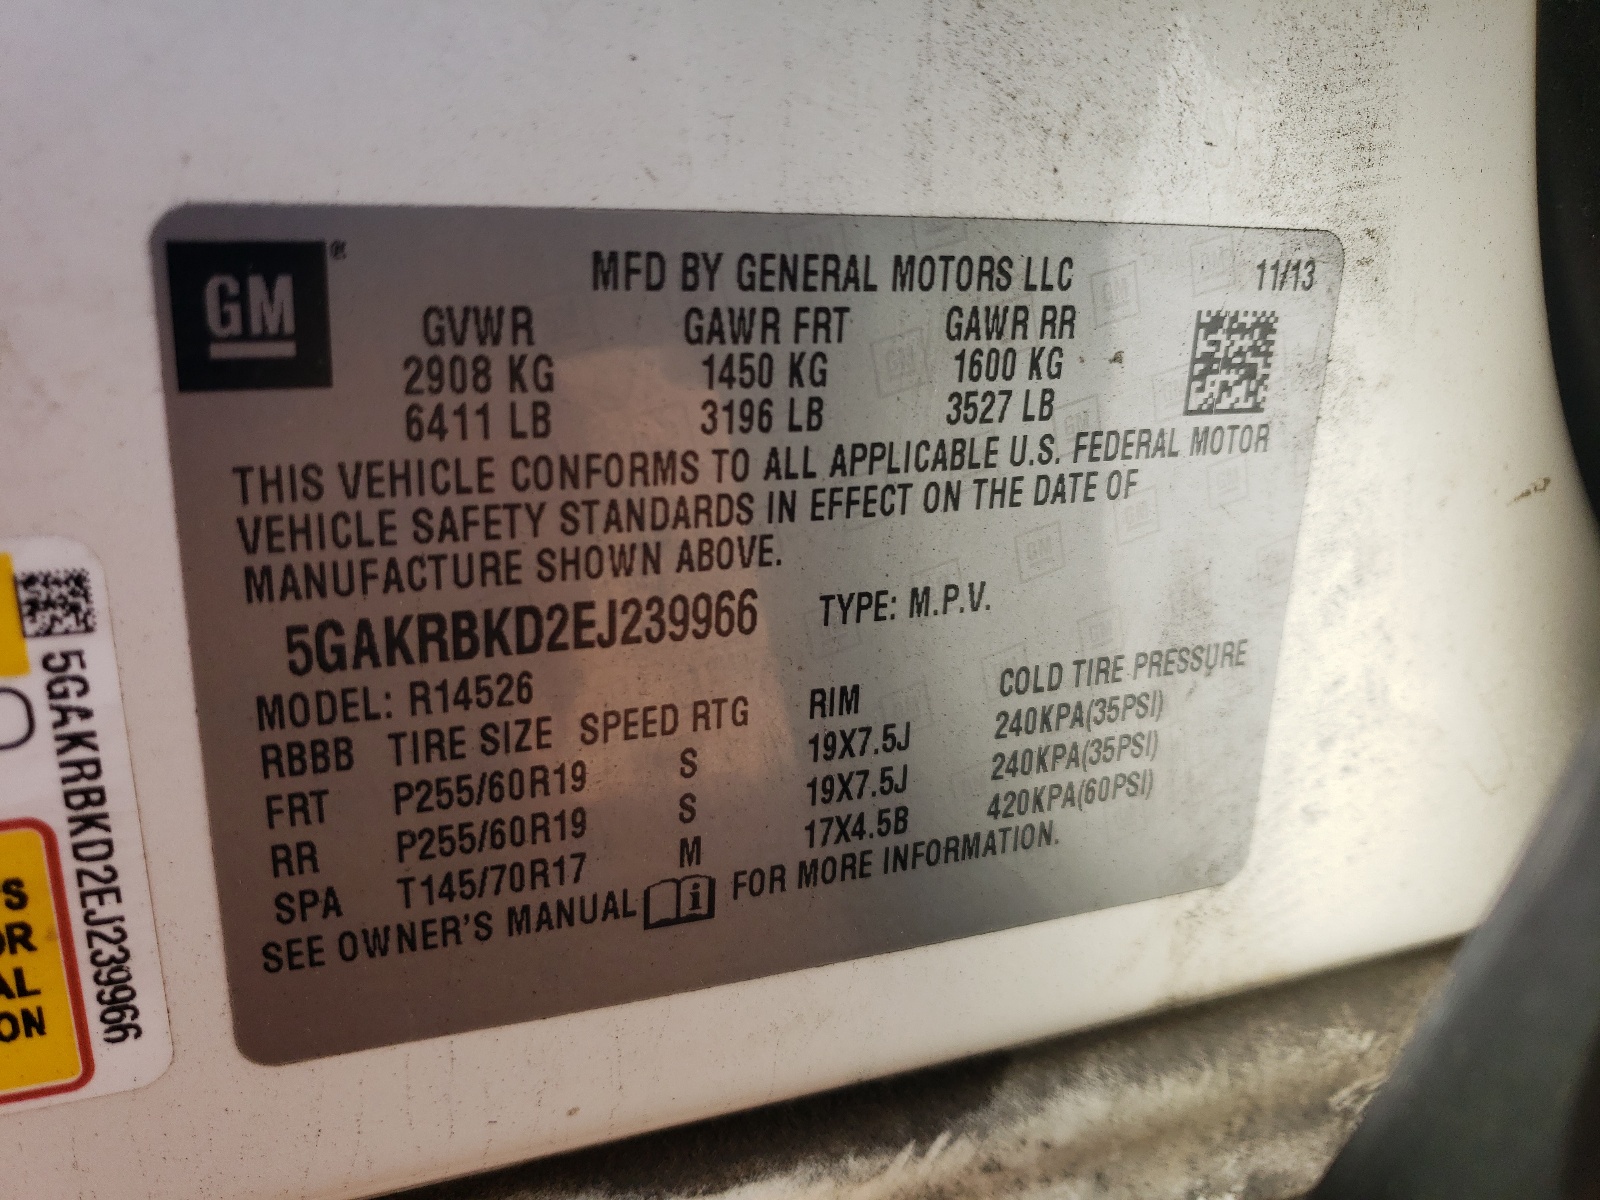 GM ®
MFD BY GENERAL MOTORS LLC 11/13
GVWR GAWR FRT GAWR RR
2908 KG 1450 KG 1600 KG
6411 LB 3196 LB 3527 LB
THIS VEHICLE CONFORMS TO ALL APPLICABLE U.S. FEDERAL MOTOR
VEHICLE SAFETY STANDARDS IN EFFECT ON THE DATE OF
MANUFACTURE SHOWN ABOVE.
5GAKRBKD2EJ239966 TYPE: M.P.V.
MODEL: R14526
RBBB TIRE SIZE SPEED RTG RIM COLD TIRE PRESSURE
FRT P255/60R19 S 19X7.5J 240KPA(35PSI)
RR P255/60R19 S 19X7.5J 240KPA(35PSI)
SPA T145/70R17 M 17X4.5B 420KPA(60PSI)
SEE OWNER'S MANUAL i FOR MORE INFORMATION.
5GAKRBKD2EJ239966
S
OR
AL
ON